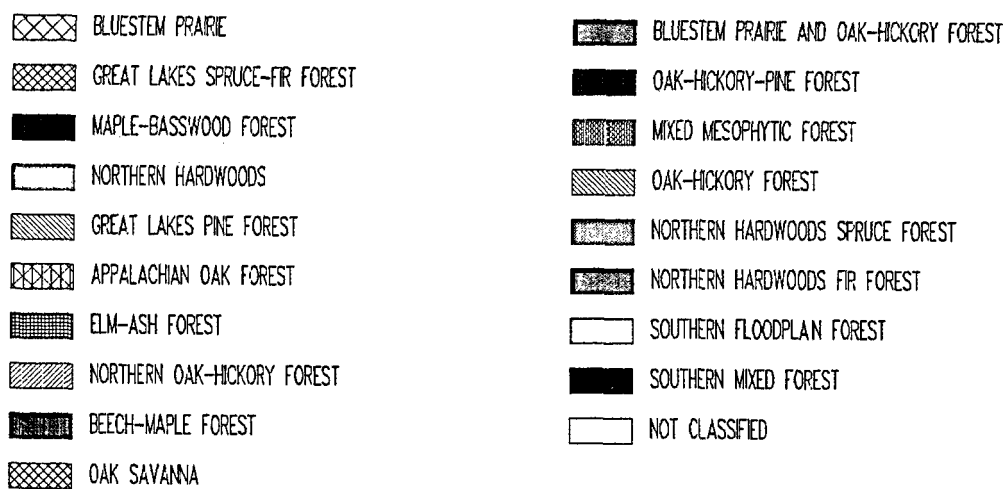 BLUESTEM PRAIRIE
GREAT LAKES SPRUCE-FIR FOREST
MAPLE-BASSWOOD FOREST
NORTHERN HARDWOODS
GREAT LAKES PINE FOREST
APPALACHIAN OAK FOREST
ELM-ASH FOREST
NORTHERN OAK-HICKORY FOREST
BEECH-MAPLE FOREST
OAK SAVANNA
BLUESTEM PRAIRIE AND OAK-HICKORY FOREST
OAK-HICKORY-PINE FOREST
MIXED MESOPHYTIC FOREST
OAK-HICKORY FOREST
NORTHERN HARDWOODS SPRUCE FOREST
NORTHERN HARDWOODS FIR FOREST
SOUTHERN FLOODPLAN FOREST
SOUTHERN MIXED FOREST
NOT CLASSIFIED